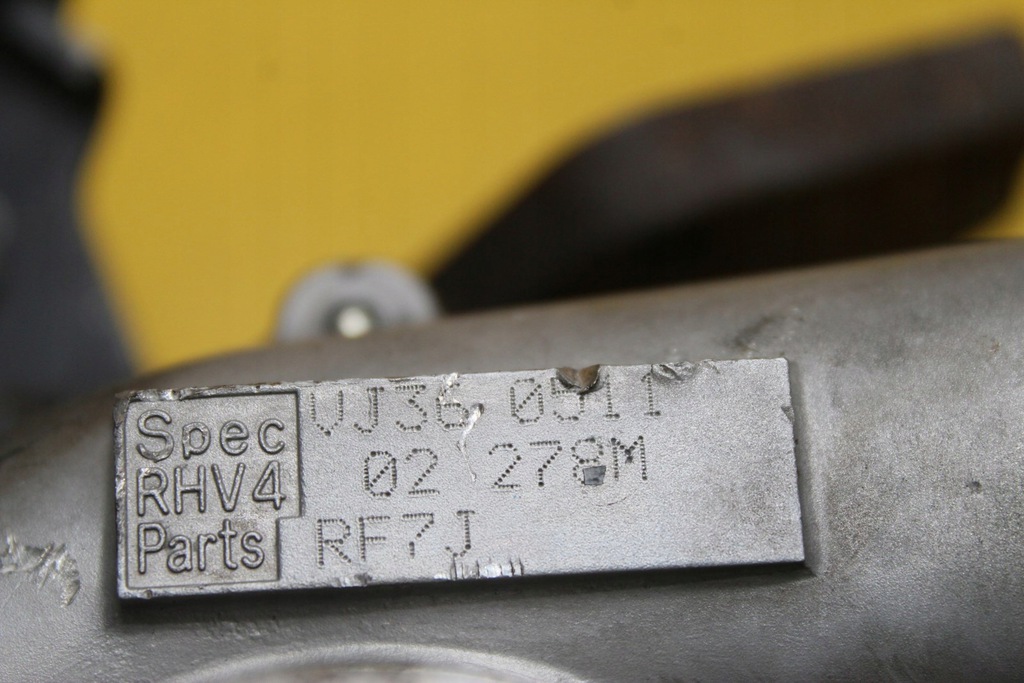 Spec
RHV4
Parts
VJ36 0511
02 278M
RF7J